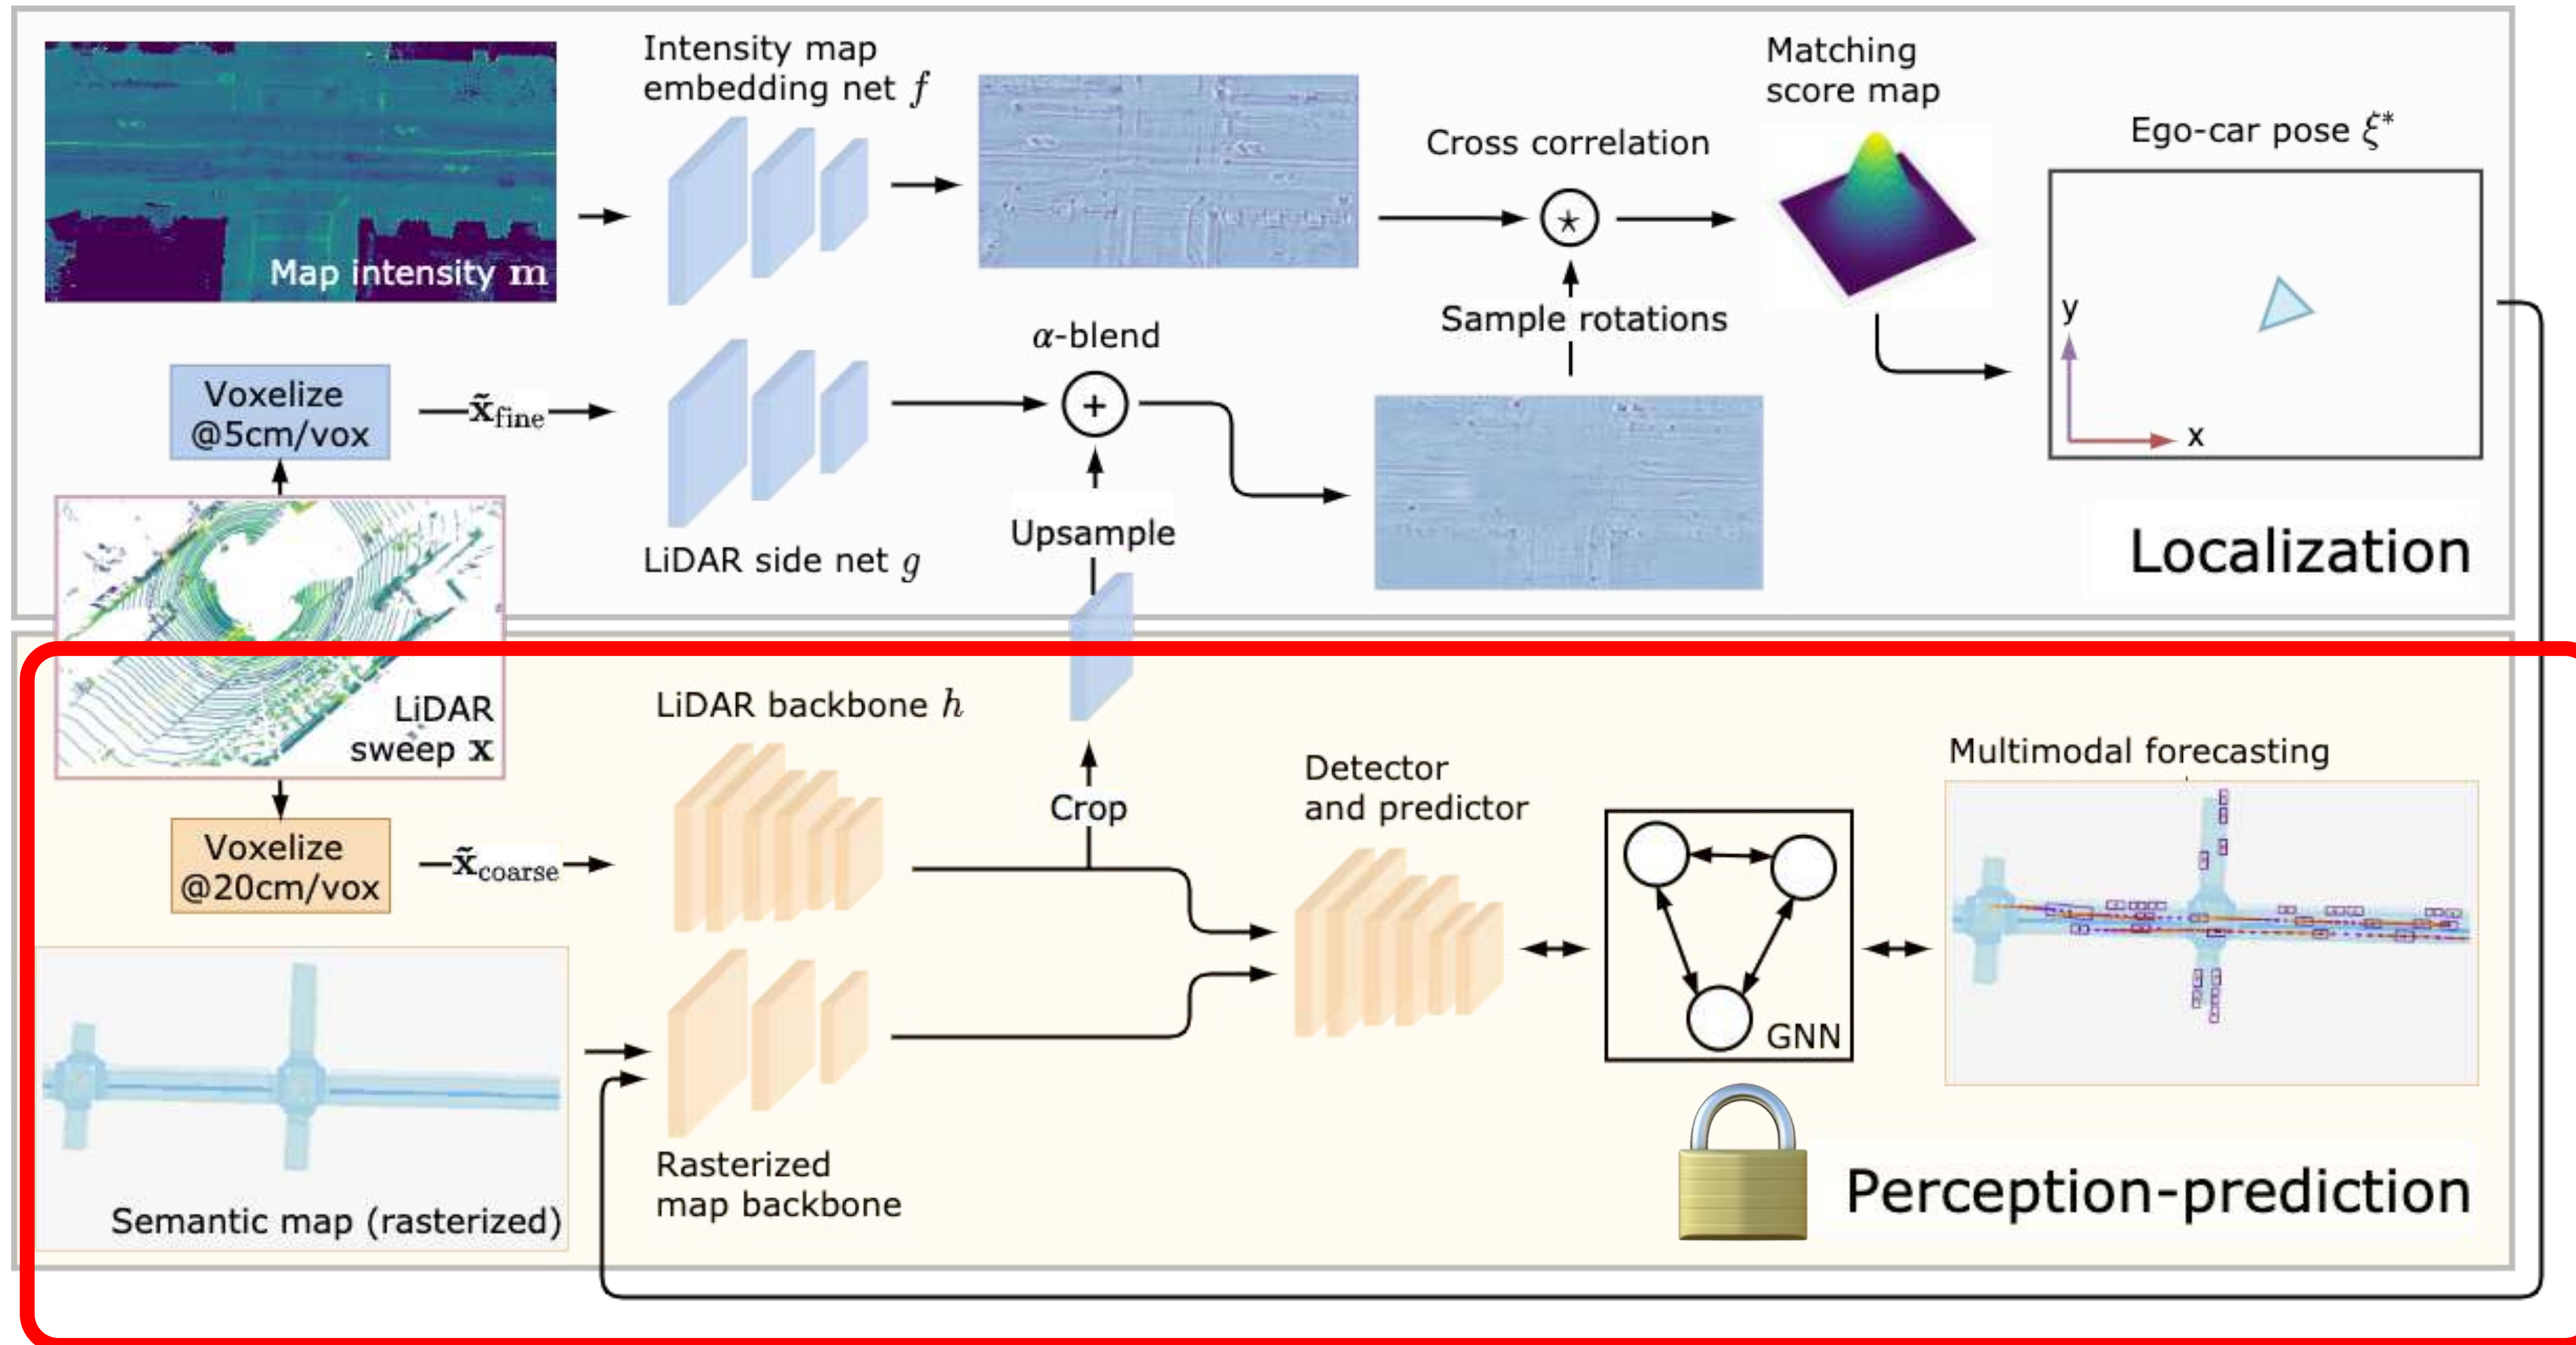 Intensity map
embedding net f
Map intensity m
Matching
score map
Cross correlation
⋆
Ego-car pose ξ*
Sample rotations
α-blend
+
y
x
Voxelize
@5cm/vox
x̃fine
LiDAR side net g
Upsample
Localization
LiDAR
sweep x
LiDAR backbone h
Crop
Voxelize
@20cm/vox
x̃coarse
Detector
and predictor
Multimodal forecasting
GNN
Rasterized
map backbone
Semantic map (rasterized)
Perception-prediction